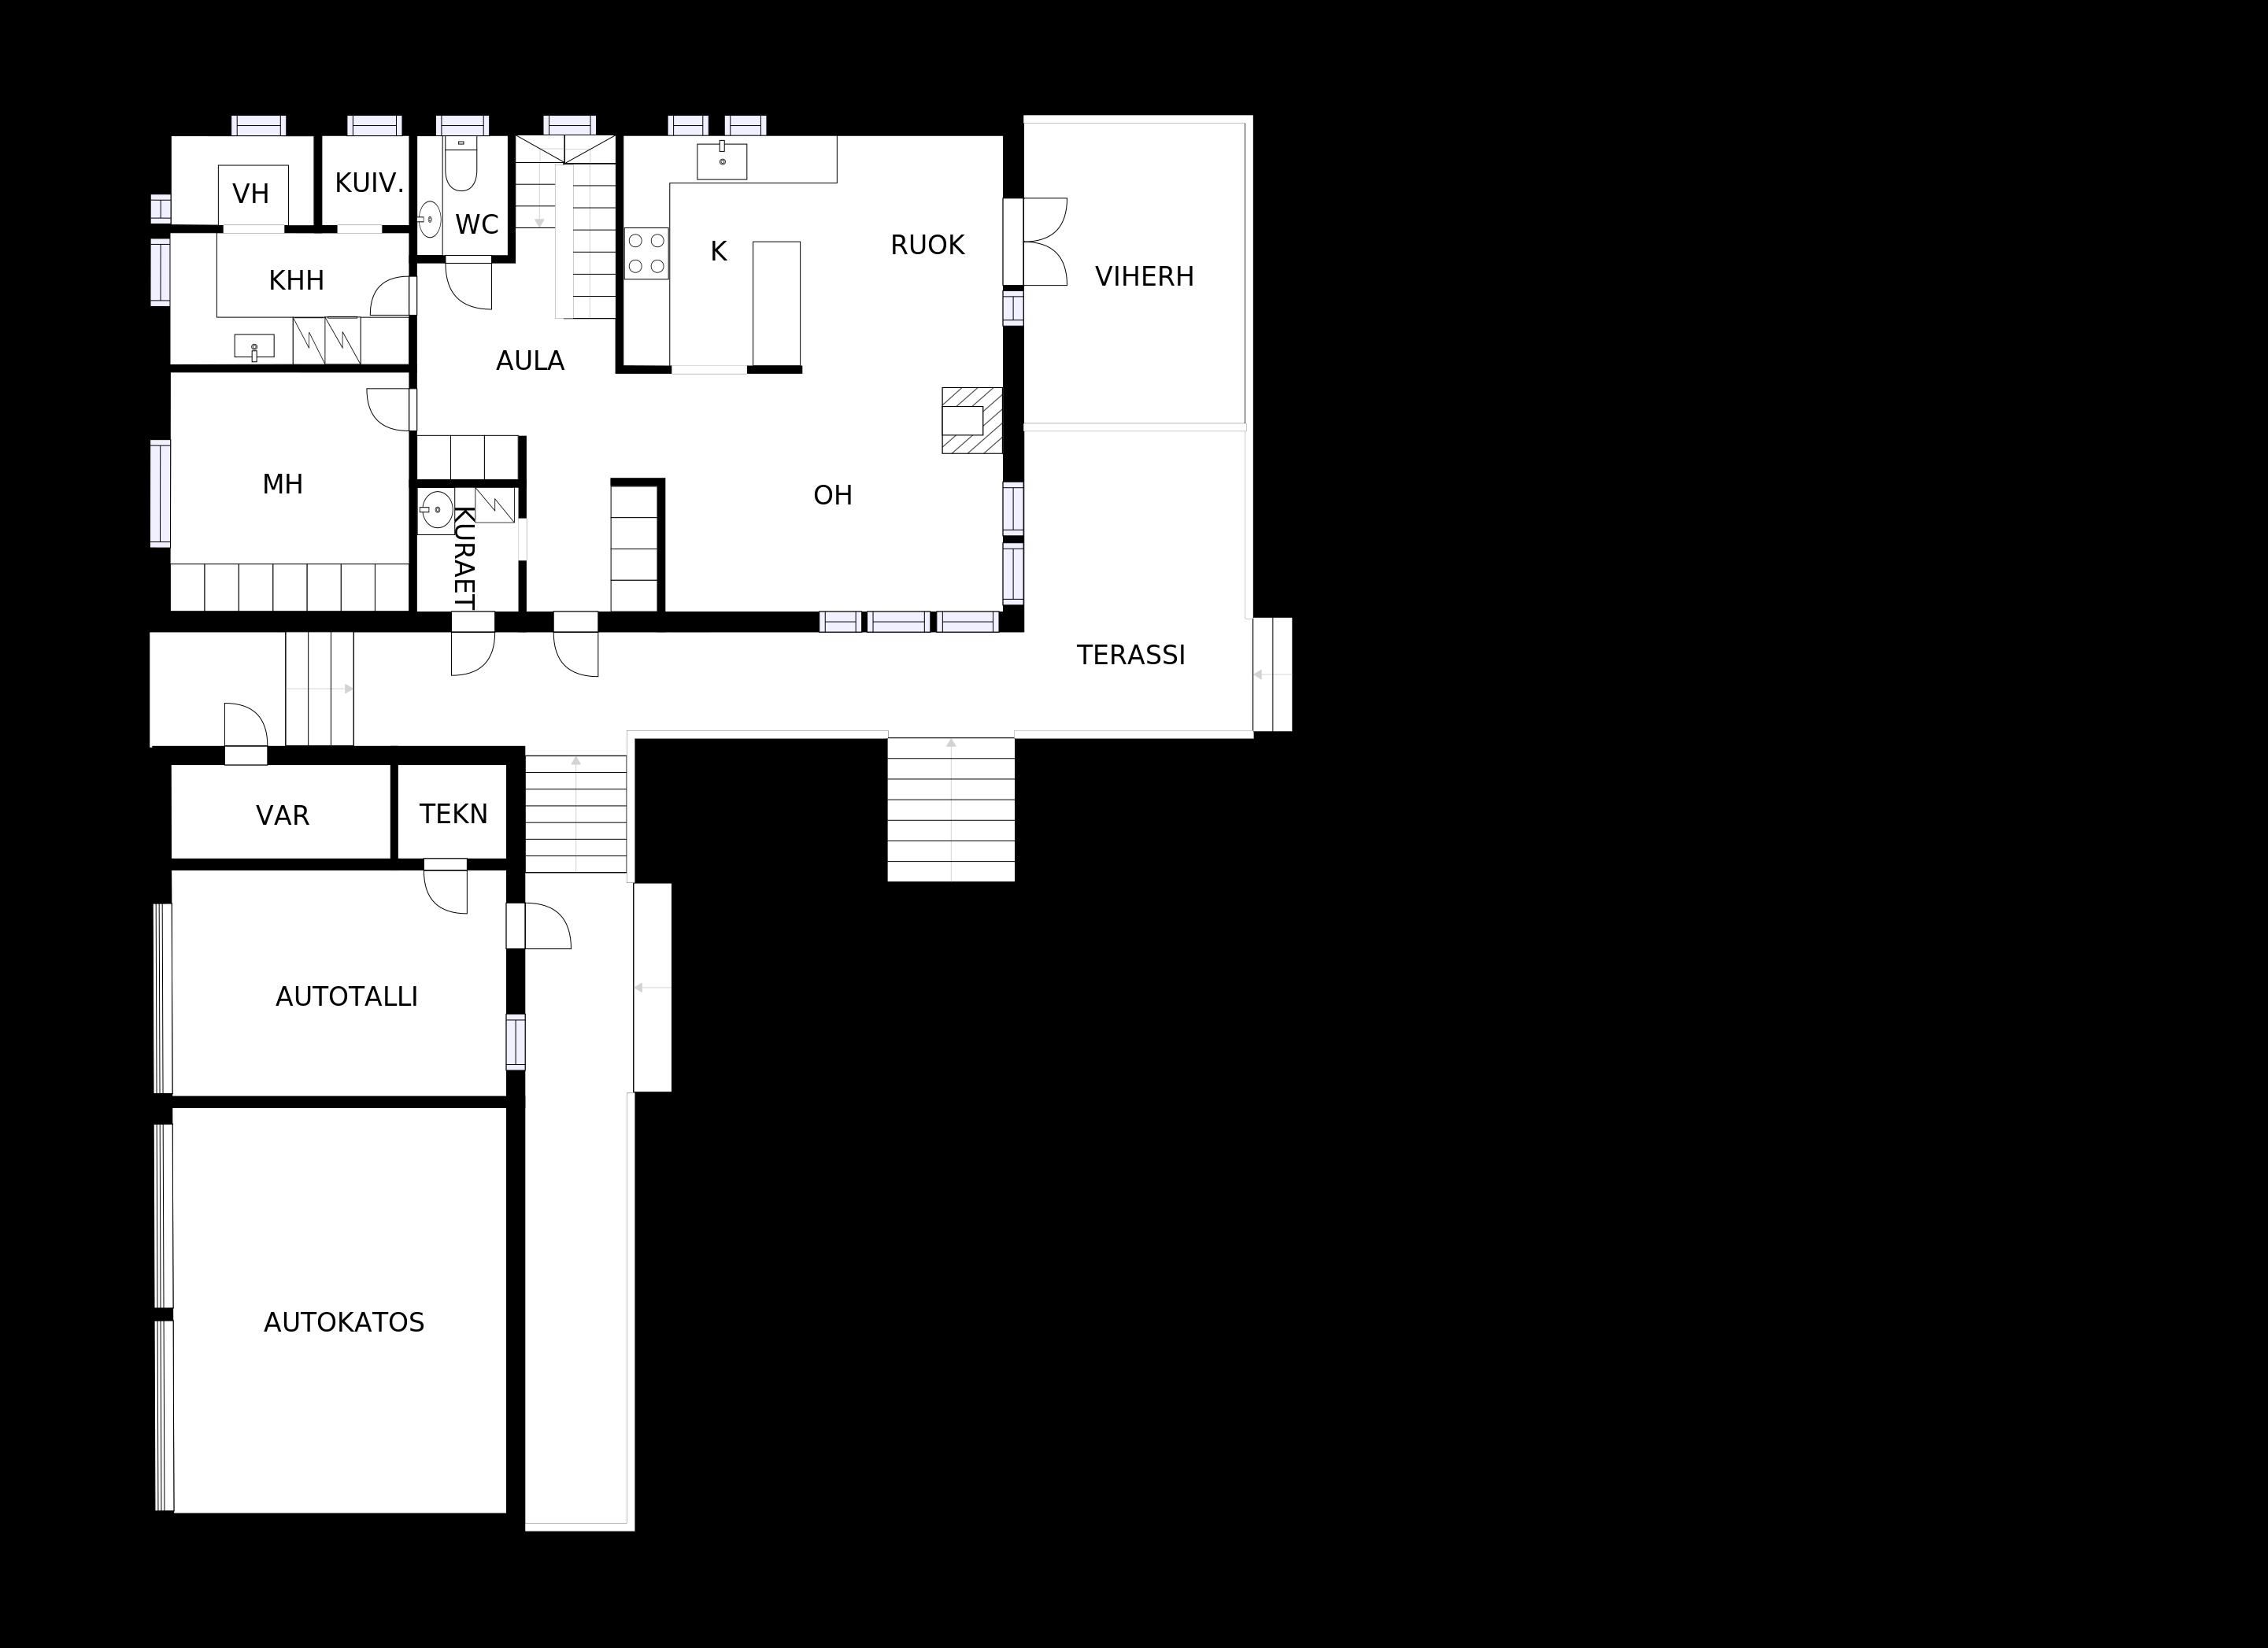 VH
KUIV.
WC
KHH
K
RUOK
VIHERH
AULA
MH
OH
KURAET
TERASSI
VAR
TEKN
AUTOTALLI
AUTOKATOS